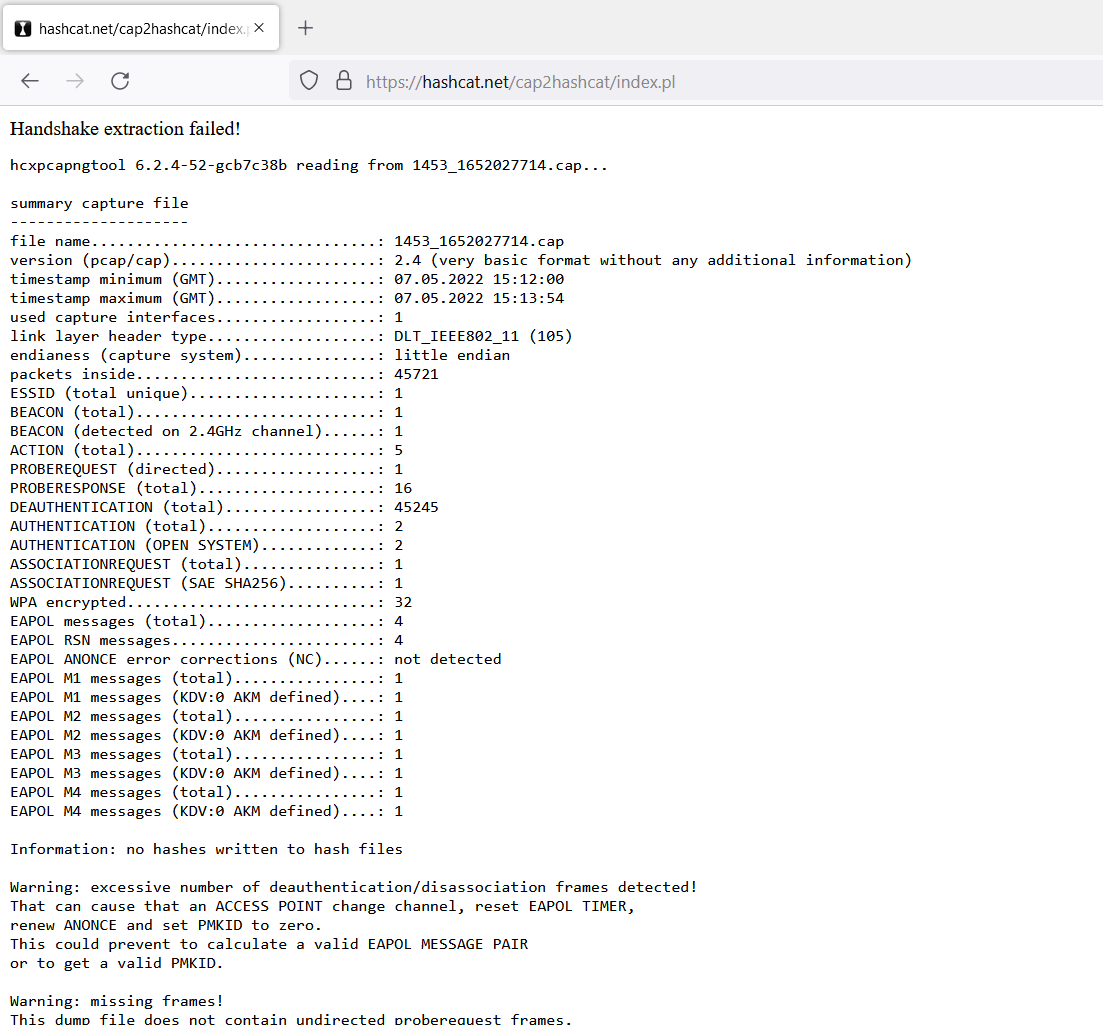 hashcat.net/cap2hashcat/index.
https://hashcat.net/cap2hashcat/index.pl
Handshake extraction failed!
hcxpcapngtool 6.2.4-52-gcb7c38b reading from 1453_1652027714.cap...
summary capture file
--------------------
file name................................: 1453_1652027714.cap
version (pcap/cap).......................: 2.4 (very basic format without any additional information)
timestamp minimum (GMT)..................: 07.05.2022 15:12:00
timestamp maximum (GMT)..................: 07.05.2022 15:13:54
used capture interfaces..................: 1
link layer header type...................: DLT_IEEE802_11 (105)
endianess (capture system)...............: little endian
packets inside...........................: 45721
ESSID (total unique).....................: 1
BEACON (total)...........................: 1
BEACON (detected on 2.4GHz channel)......: 1
ACTION (total)...........................: 5
PROBEREQUEST (directed)..................: 1
PROBERESPONSE (total)....................: 16
DEAUTHENTICATION (total).................: 45245
AUTHENTICATION (total)...................: 2
AUTHENTICATION (OPEN SYSTEM).............: 2
ASSOCIATIONREQUEST (total)...............: 1
ASSOCIATIONREQUEST (SAE SHA256)..........: 1
WPA encrypted............................: 32
EAPOL messages (total)...................: 4
EAPOL RSN messages.......................: 4
EAPOL ANONCE error corrections (NC)......: not detected
EAPOL M1 messages (total)................: 1
EAPOL M1 messages (KDV:0 AKM defined)....: 1
EAPOL M2 messages (total)................: 1
EAPOL M2 messages (KDV:0 AKM defined)....: 1
EAPOL M3 messages (total)................: 1
EAPOL M3 messages (KDV:0 AKM defined)....: 1
EAPOL M4 messages (total)................: 1
EAPOL M4 messages (KDV:0 AKM defined)....: 1
Information: no hashes written to hash files
Warning: excessive number of deauthentication/disassociation frames detected!
That can cause that an ACCESS POINT change channel, reset EAPOL TIMER,
renew ANONCE and set PMKID to zero.
This could prevent to calculate a valid EAPOL MESSAGE PAIR
or to get a valid PMKID.
Warning: missing frames!
This dump file does not contain undirected proberequest frames.